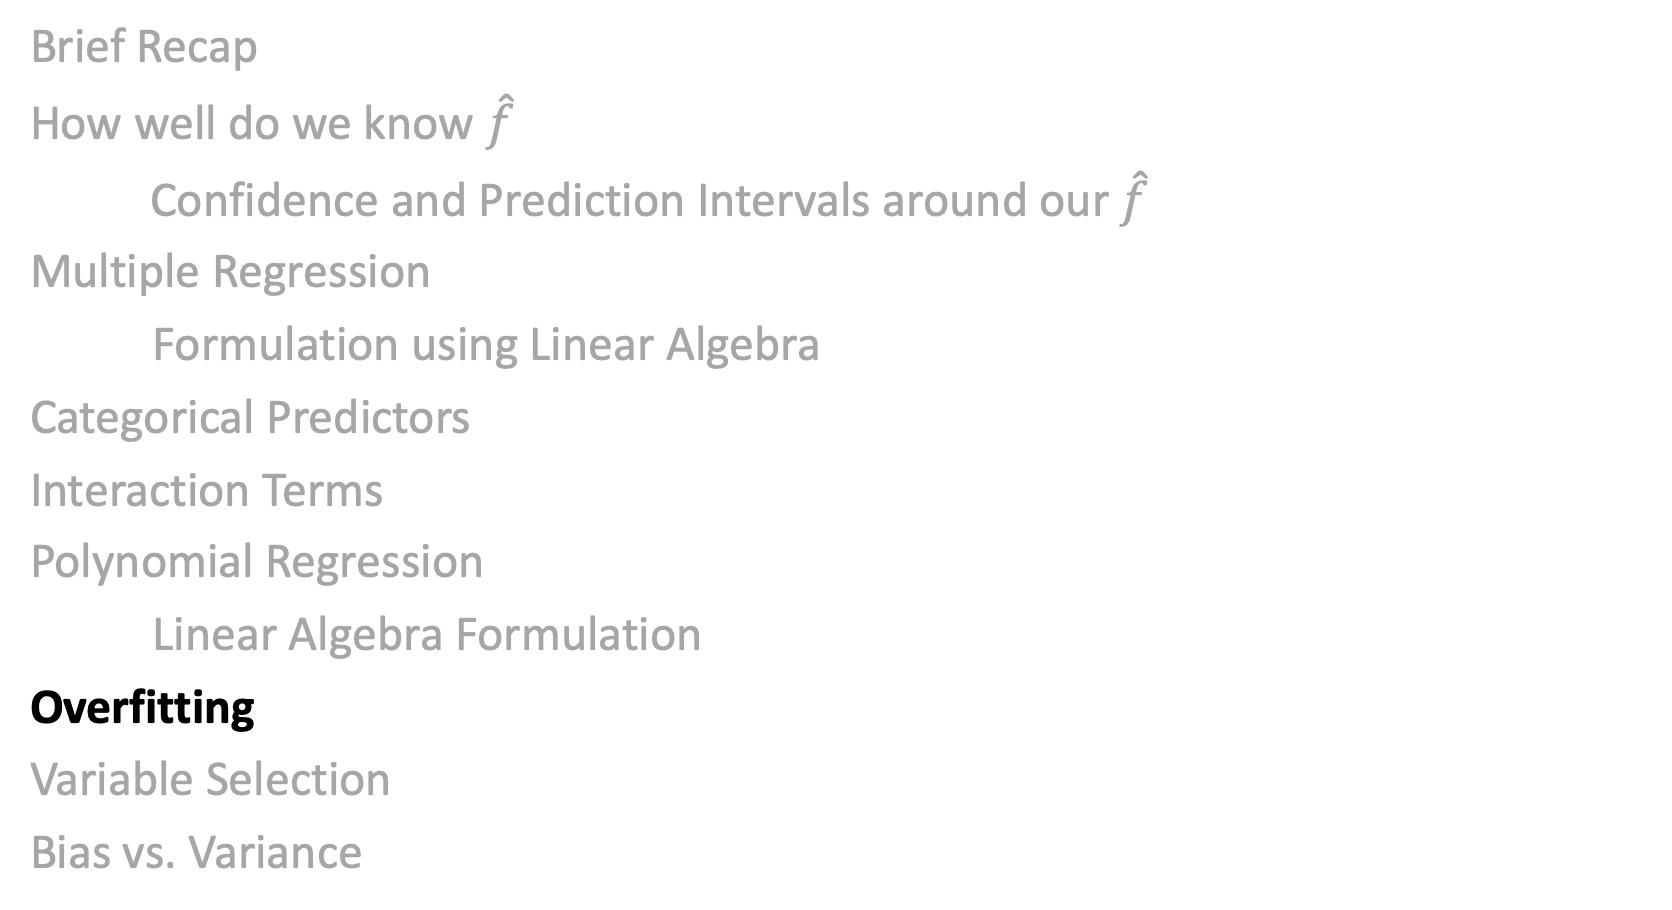 Brief Recap
How well do we know f̂
Confidence and Prediction Intervals around our f̂
Multiple Regression
Formulation using Linear Algebra
Categorical Predictors
Interaction Terms
Polynomial Regression
Linear Algebra Formulation
Overfitting
Variable Selection
Bias vs. Variance